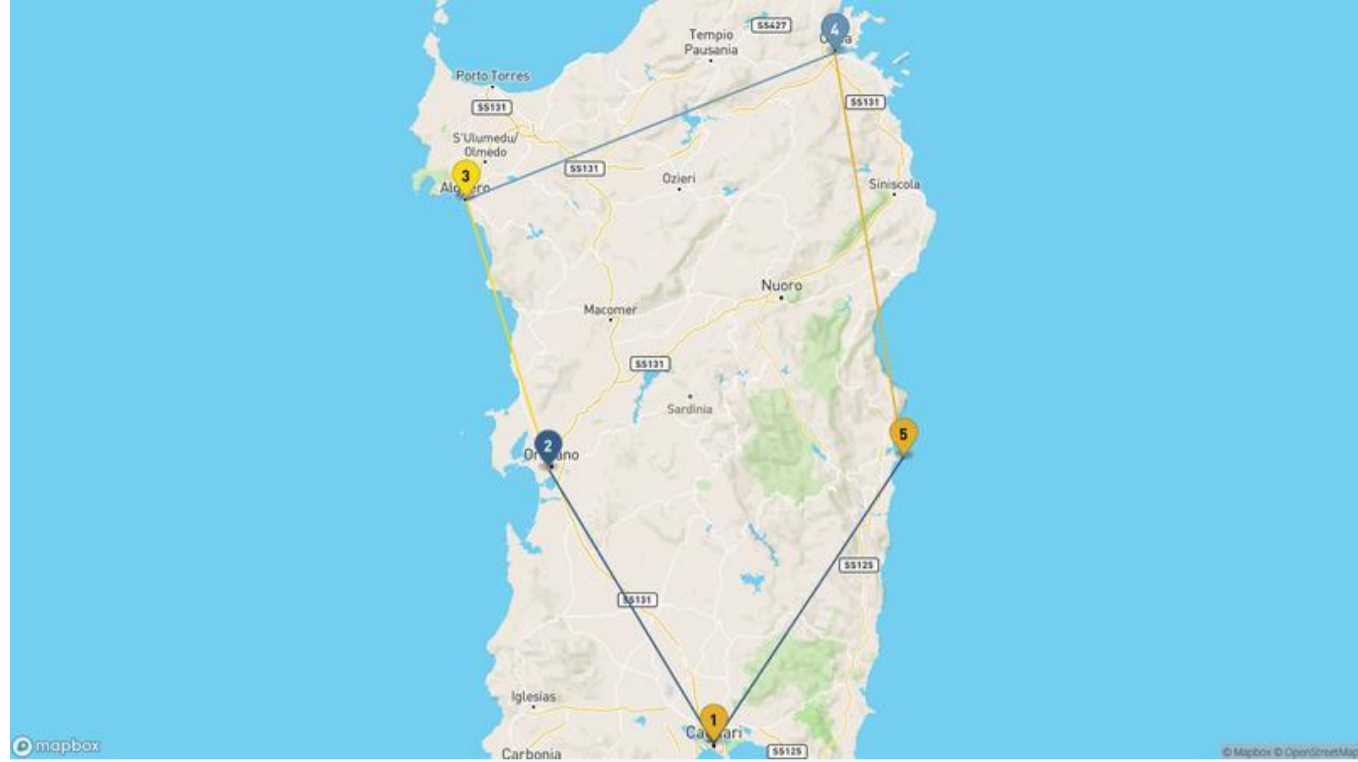 SS427
4
Tempio
Pausania
Porto Torres
SS131
SS131
S'Ulumedu/
Olmedo
SS131
3
Ozieri
Siniscola
Nuoro
Macomer
SS131
Sardinia
5
2
SS125
SS131
Iglesias
1
Carbonia
SS125
mapbox
© Mapbox © OpenStreetMap